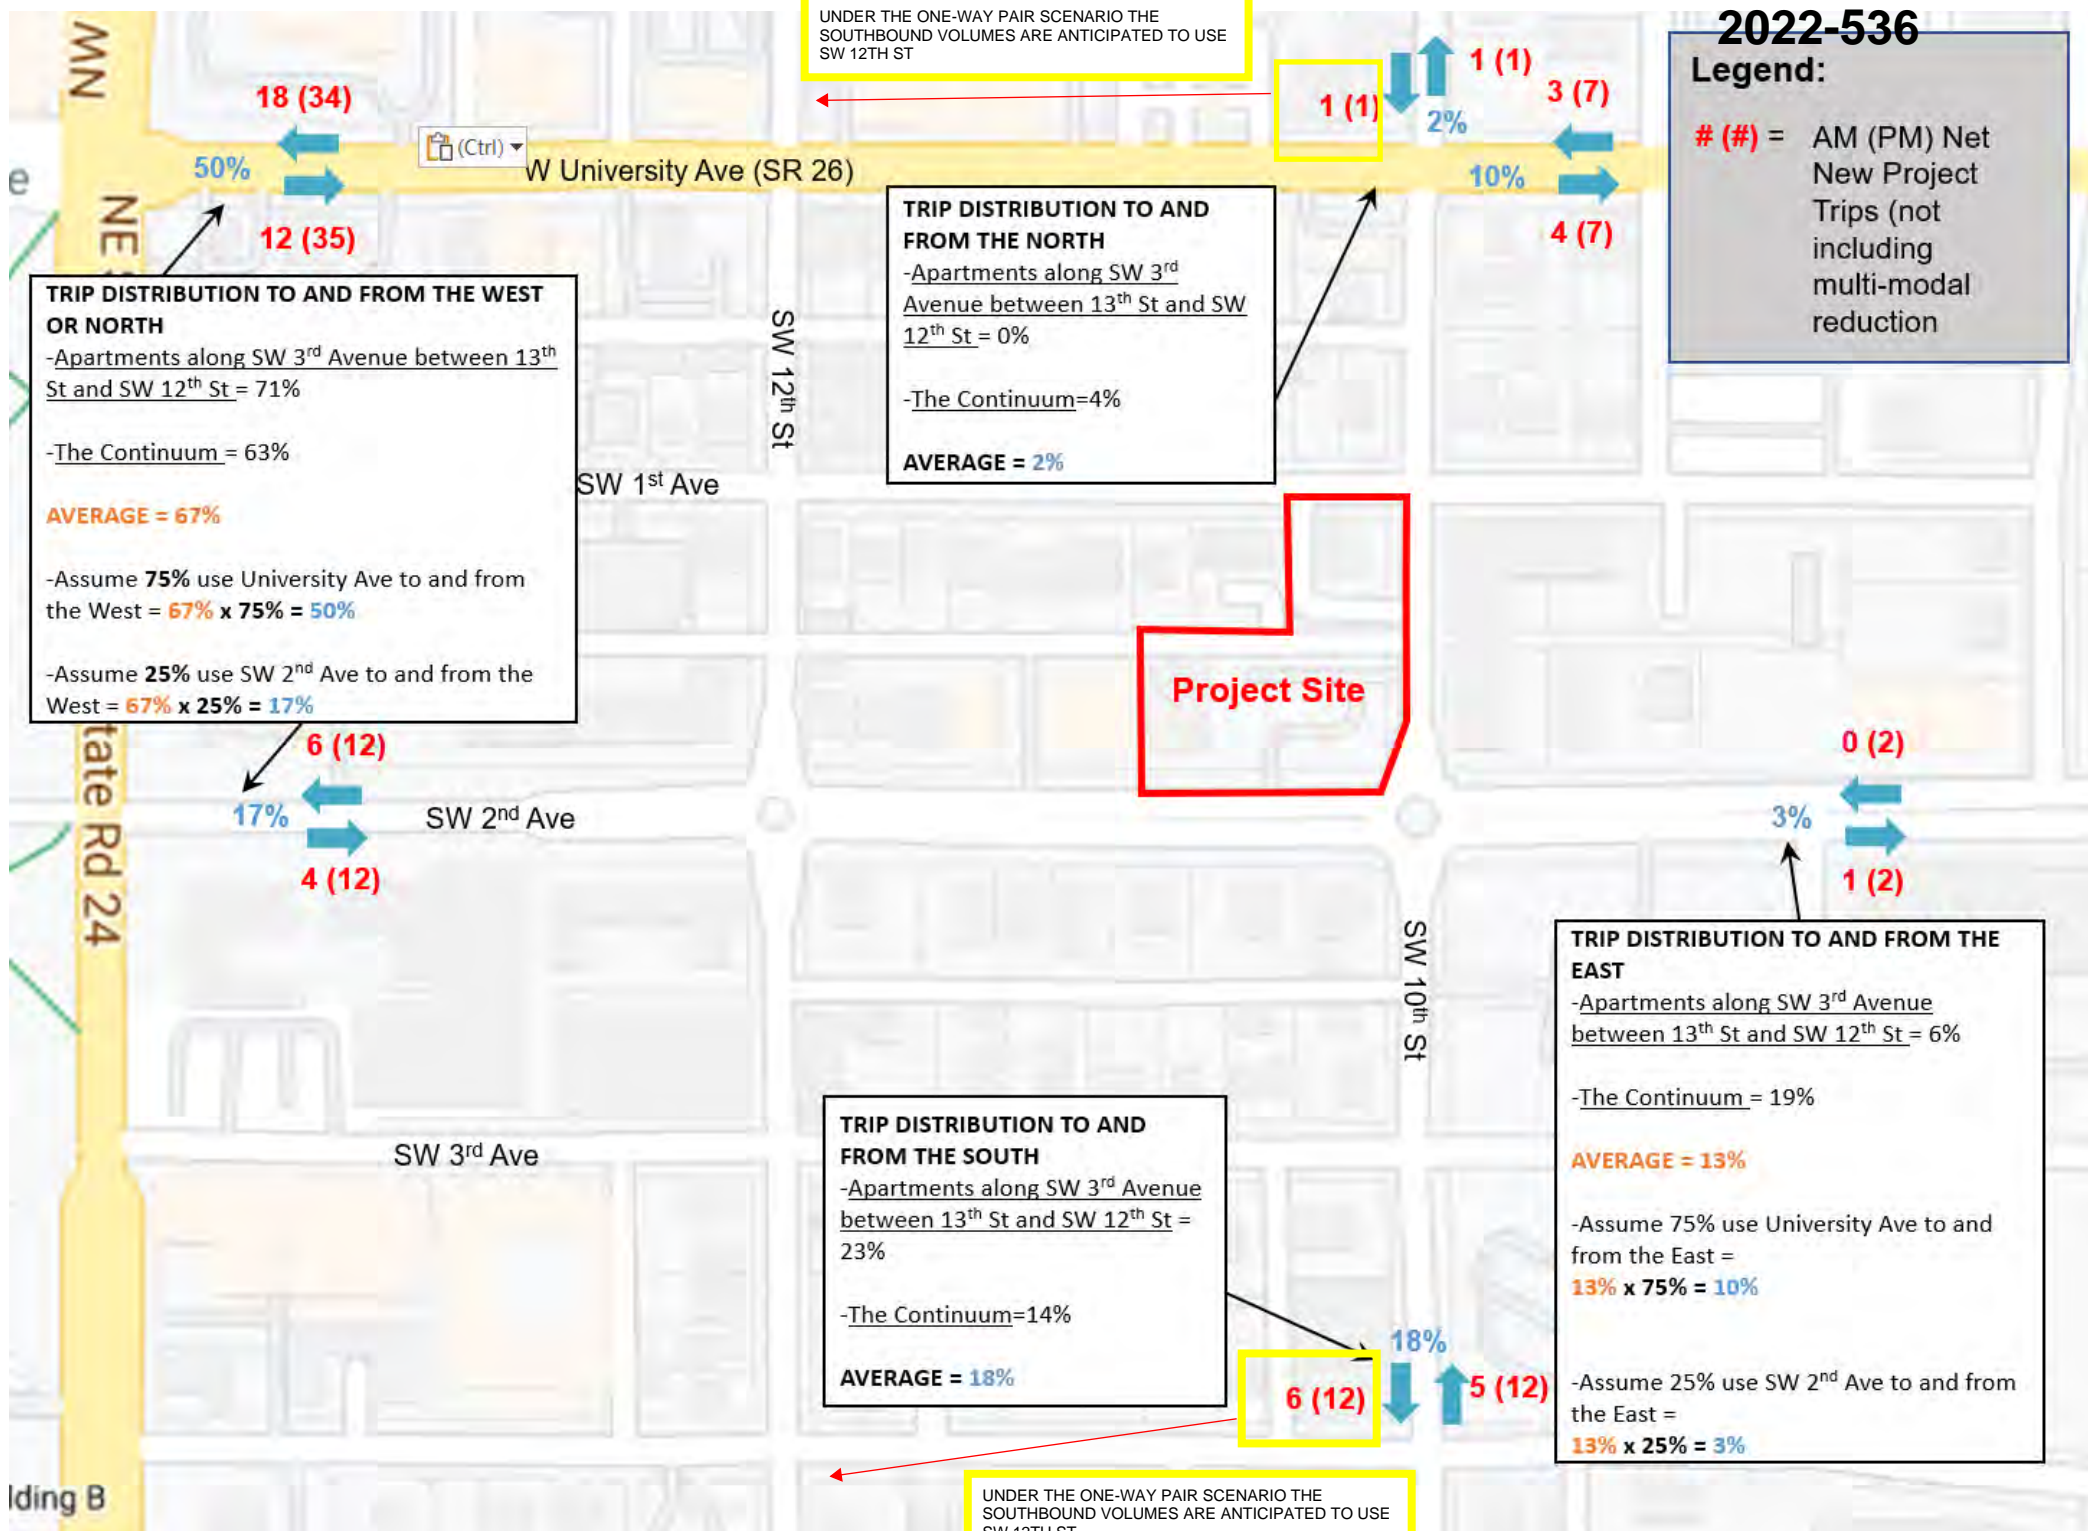 UNDER THE ONE-WAY PAIR SCENARIO THE
SOUTHBOUND VOLUMES ARE ANTICIPATED TO USE
SW 12TH ST
2022-536
Legend:
# (#) = AM (PM) Net
New Project
Trips (not
including
multi-modal
reduction
NW
18 (34)
(Ctrl)
50%
W University Ave (SR 26)
12 (35)
1 (1)
1 (1)
2%
3 (7)
10%
4 (7)
e
NE
TRIP DISTRIBUTION TO AND FROM THE WEST
OR NORTH
-Apartments along SW 3rd Avenue between 13th
St and SW 12th St = 71%
-The Continuum = 63%
AVERAGE = 67%
-Assume 75% use University Ave to and from
the West = 67% x 75% = 50%
-Assume 25% use SW 2nd Ave to and from the
West = 67% x 25% = 17%
TRIP DISTRIBUTION TO AND
FROM THE NORTH
-Apartments along SW 3rd
Avenue between 13th St and SW
12th St = 0%
-The Continuum=4%
AVERAGE = 2%
SW 12th St
SW 1st Ave
Project Site
6 (12)
17%
SW 2nd Ave
4 (12)
tate Rd 24
0 (2)
3%
1 (2)
SW 10th St
SW 3rd Ave
TRIP DISTRIBUTION TO AND
FROM THE SOUTH
-Apartments along SW 3rd Avenue
between 13th St and SW 12th St =
23%
-The Continuum=14%
AVERAGE = 18%
18%
6 (12)
5 (12)
TRIP DISTRIBUTION TO AND FROM THE
EAST
-Apartments along SW 3rd Avenue
between 13th St and SW 12th St = 6%
-The Continuum = 19%
AVERAGE = 13%
-Assume 75% use University Ave to and
from the East =
13% x 75% = 10%
-Assume 25% use SW 2nd Ave to and from
the East =
13% x 25% = 3%
lding B
UNDER THE ONE-WAY PAIR SCENARIO THE
SOUTHBOUND VOLUMES ARE ANTICIPATED TO USE
SW 12TH ST